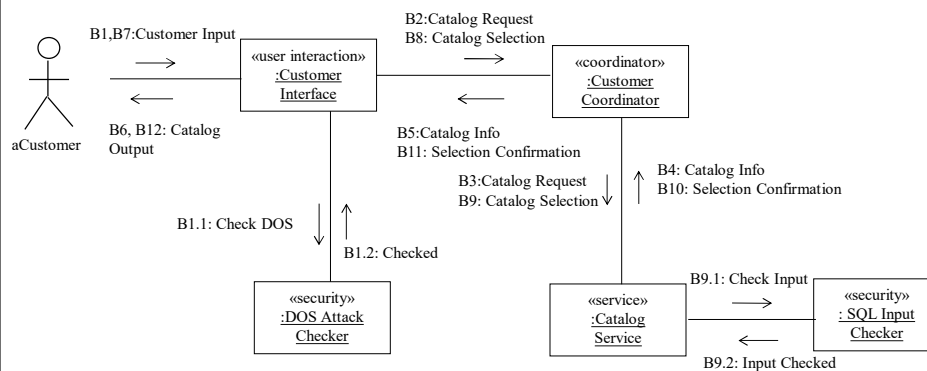 B2:Catalog Request
B8: Catalog Selection
B1,B7:Customer Input
«user interaction»
:Customer
Interface
«coordinator»
:Customer
Coordinator
aCustomer
B6, B12: Catalog
Output
B5:Catalog Info
B11: Selection Confirmation
B3:Catalog Request
B9: Catalog Selection
B4: Catalog Info
B10: Selection Confirmation
B1.1: Check DOS
B1.2: Checked
B9.1: Check Input
«security»
:DOS Attack
Checker
«service»
:Catalog
Service
«security»
: SQL Input
Checker
B9.2: Input Checked